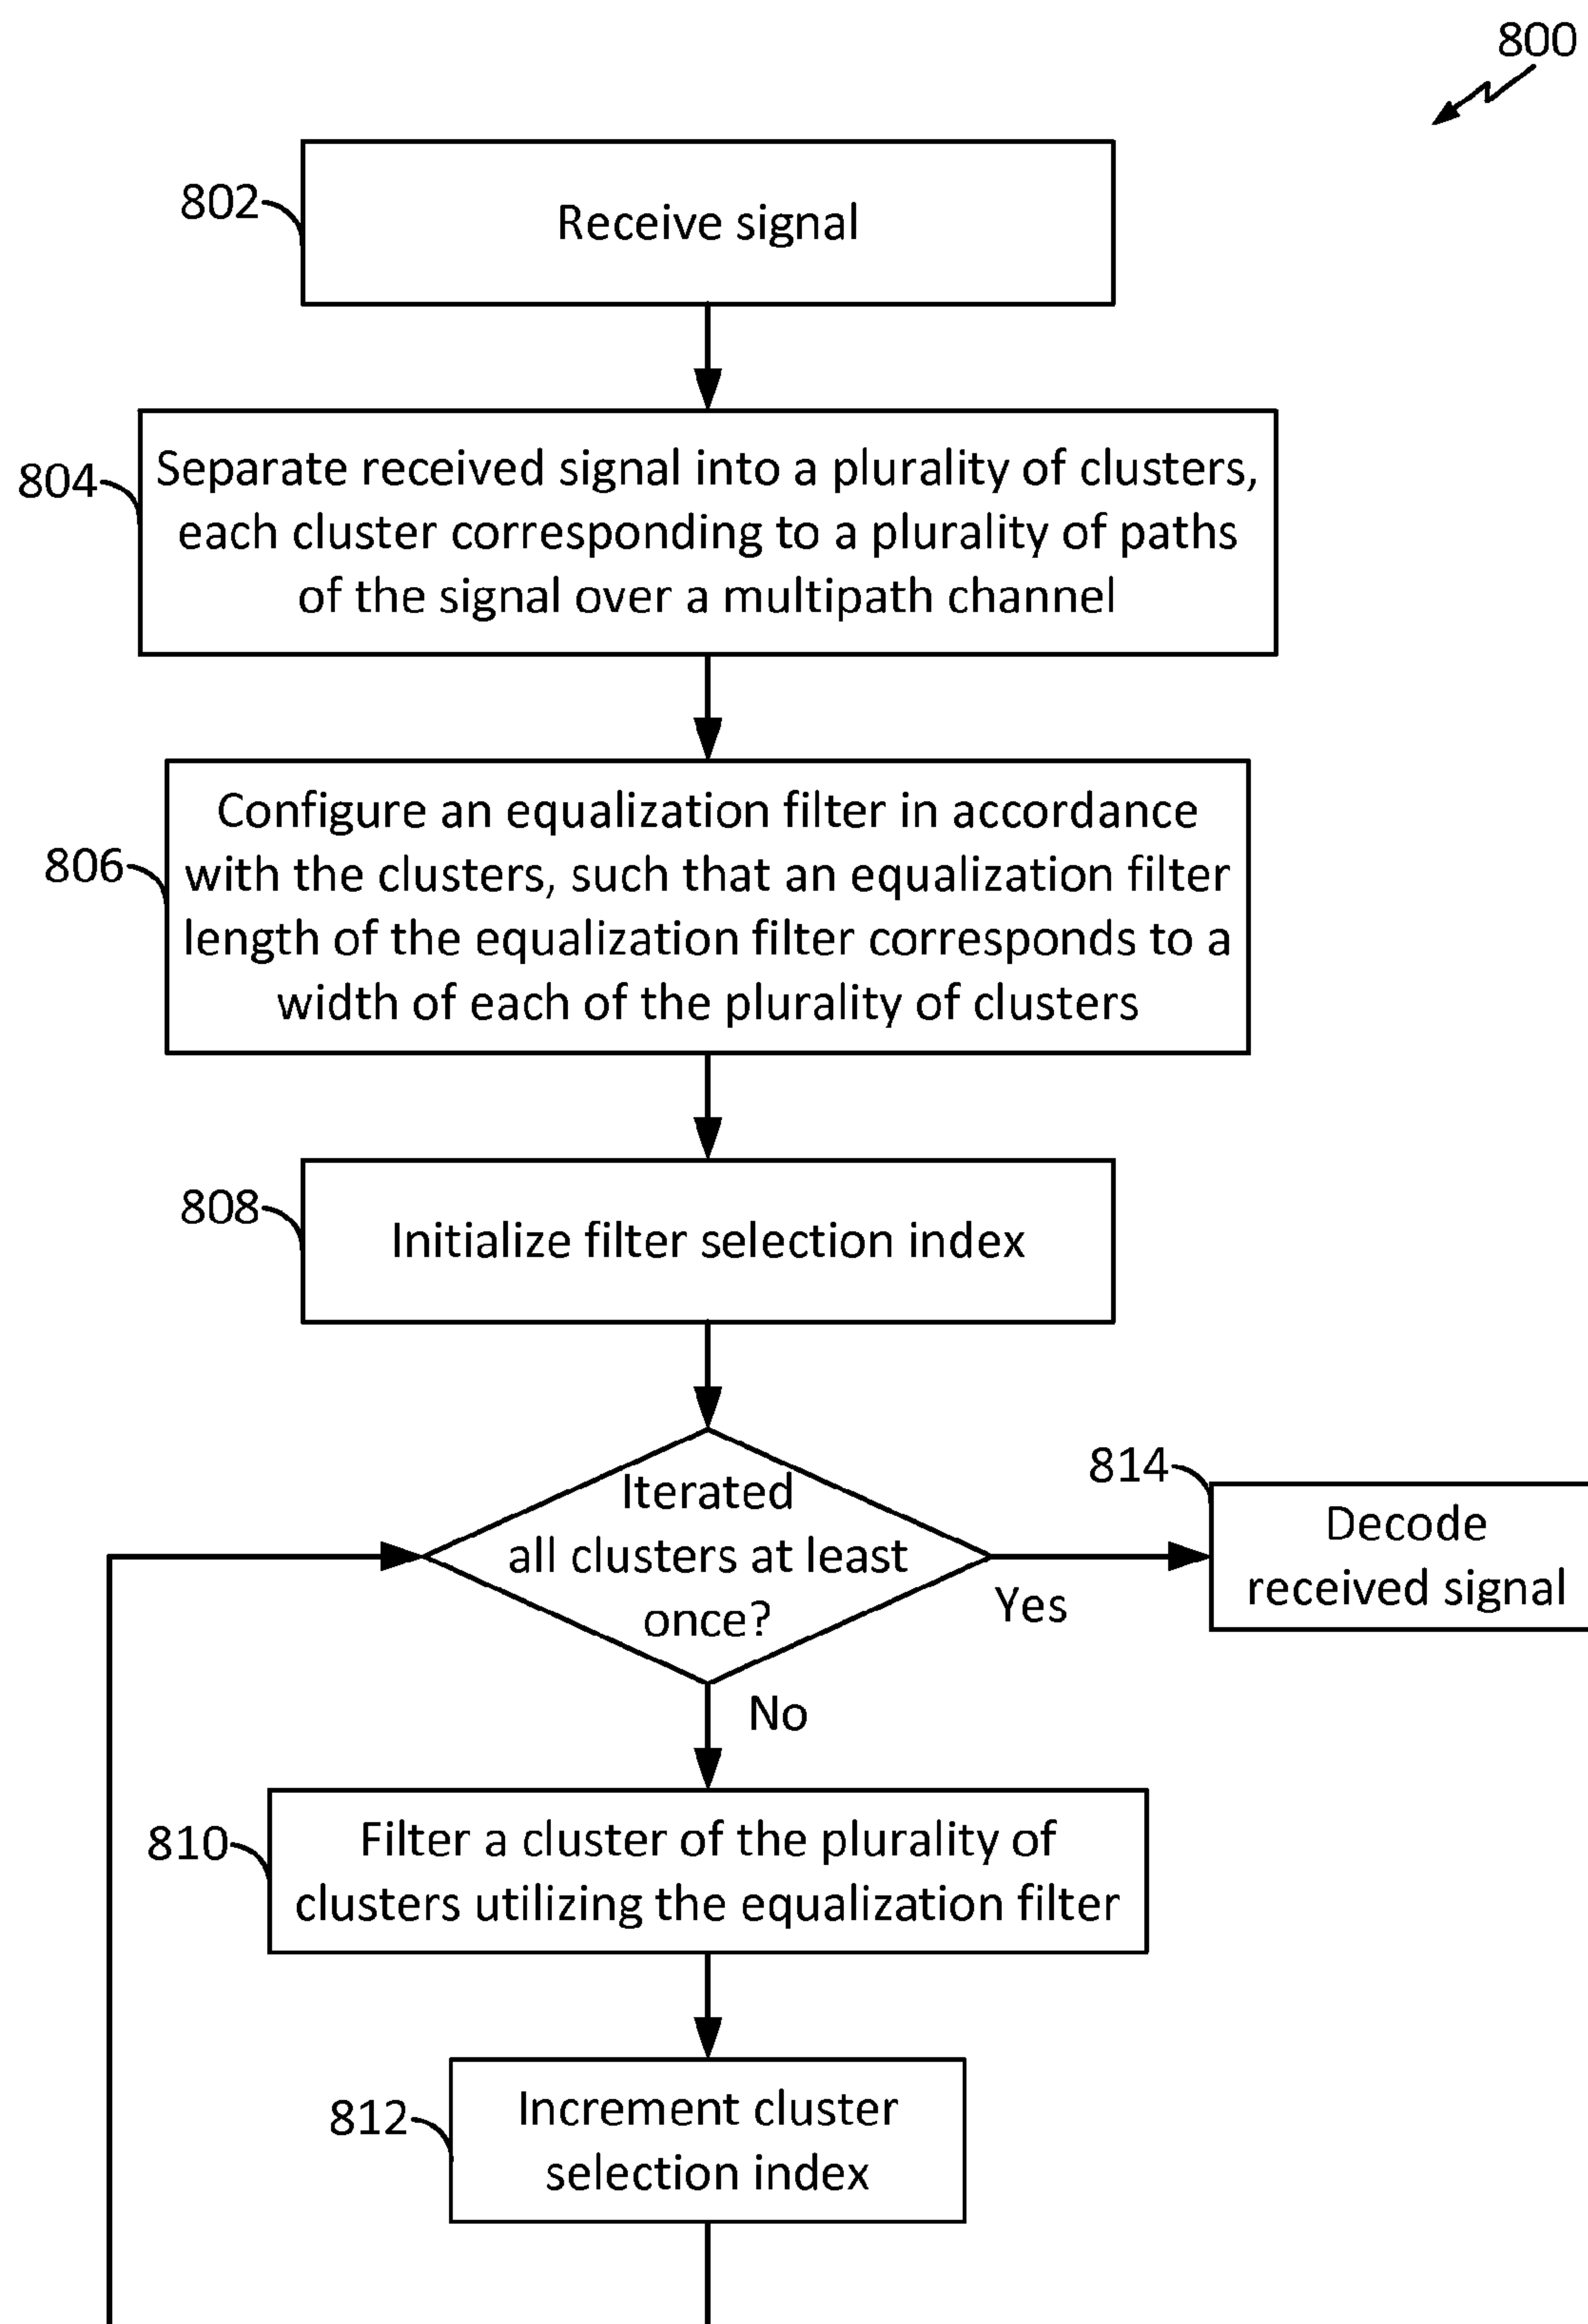 800
802
Receive signal
804
Separate received signal into a plurality of clusters,
each cluster corresponding to a plurality of paths
of the signal over a multipath channel
806
Configure an equalization filter in accordance
with the clusters, such that an equalization filter
length of the equalization filter corresponds to a
width of each of the plurality of clusters
808
Initialize filter selection index
Iterated
all clusters at least
once?
Yes
814
Decode
received signal
No
810
Filter a cluster of the plurality of
clusters utilizing the equalization filter
812
Increment cluster
selection index